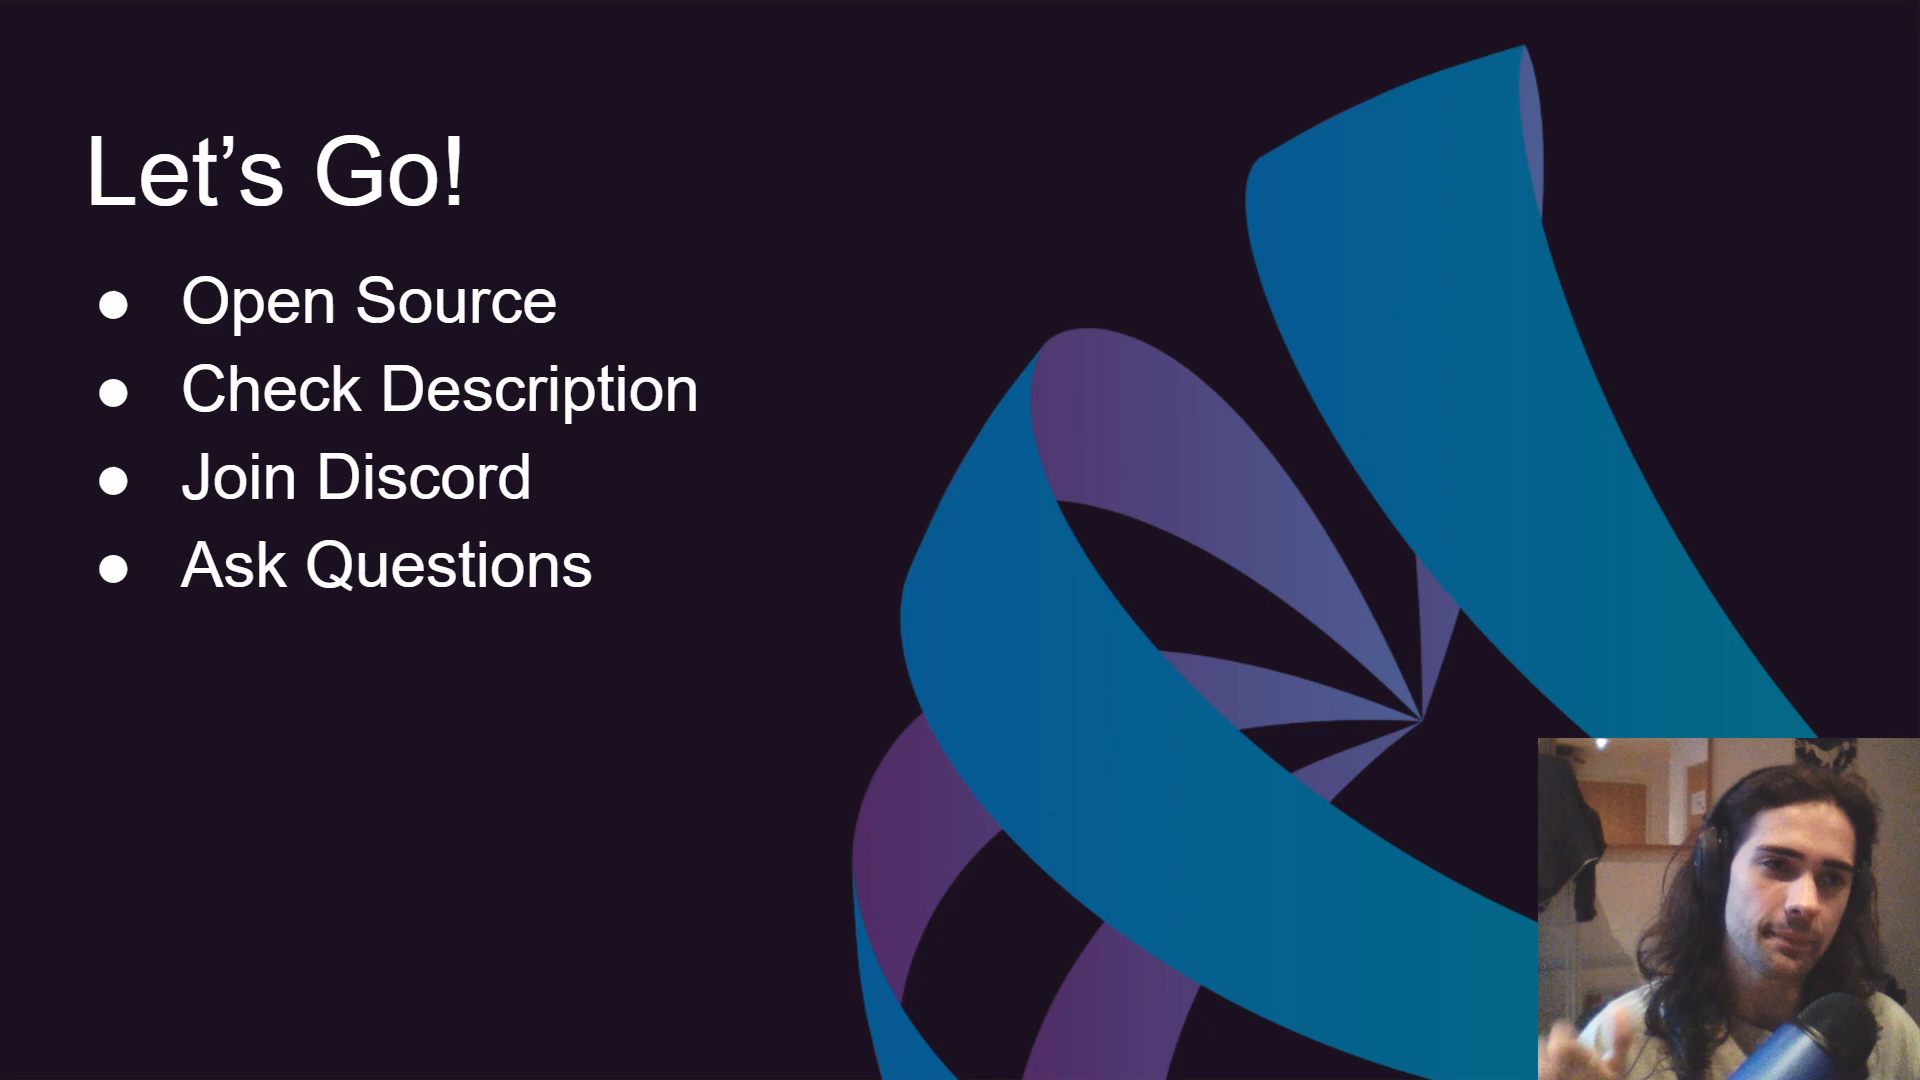 Let’s Go!
● Open Source
● Check Description
● Join Discord
● Ask Questions